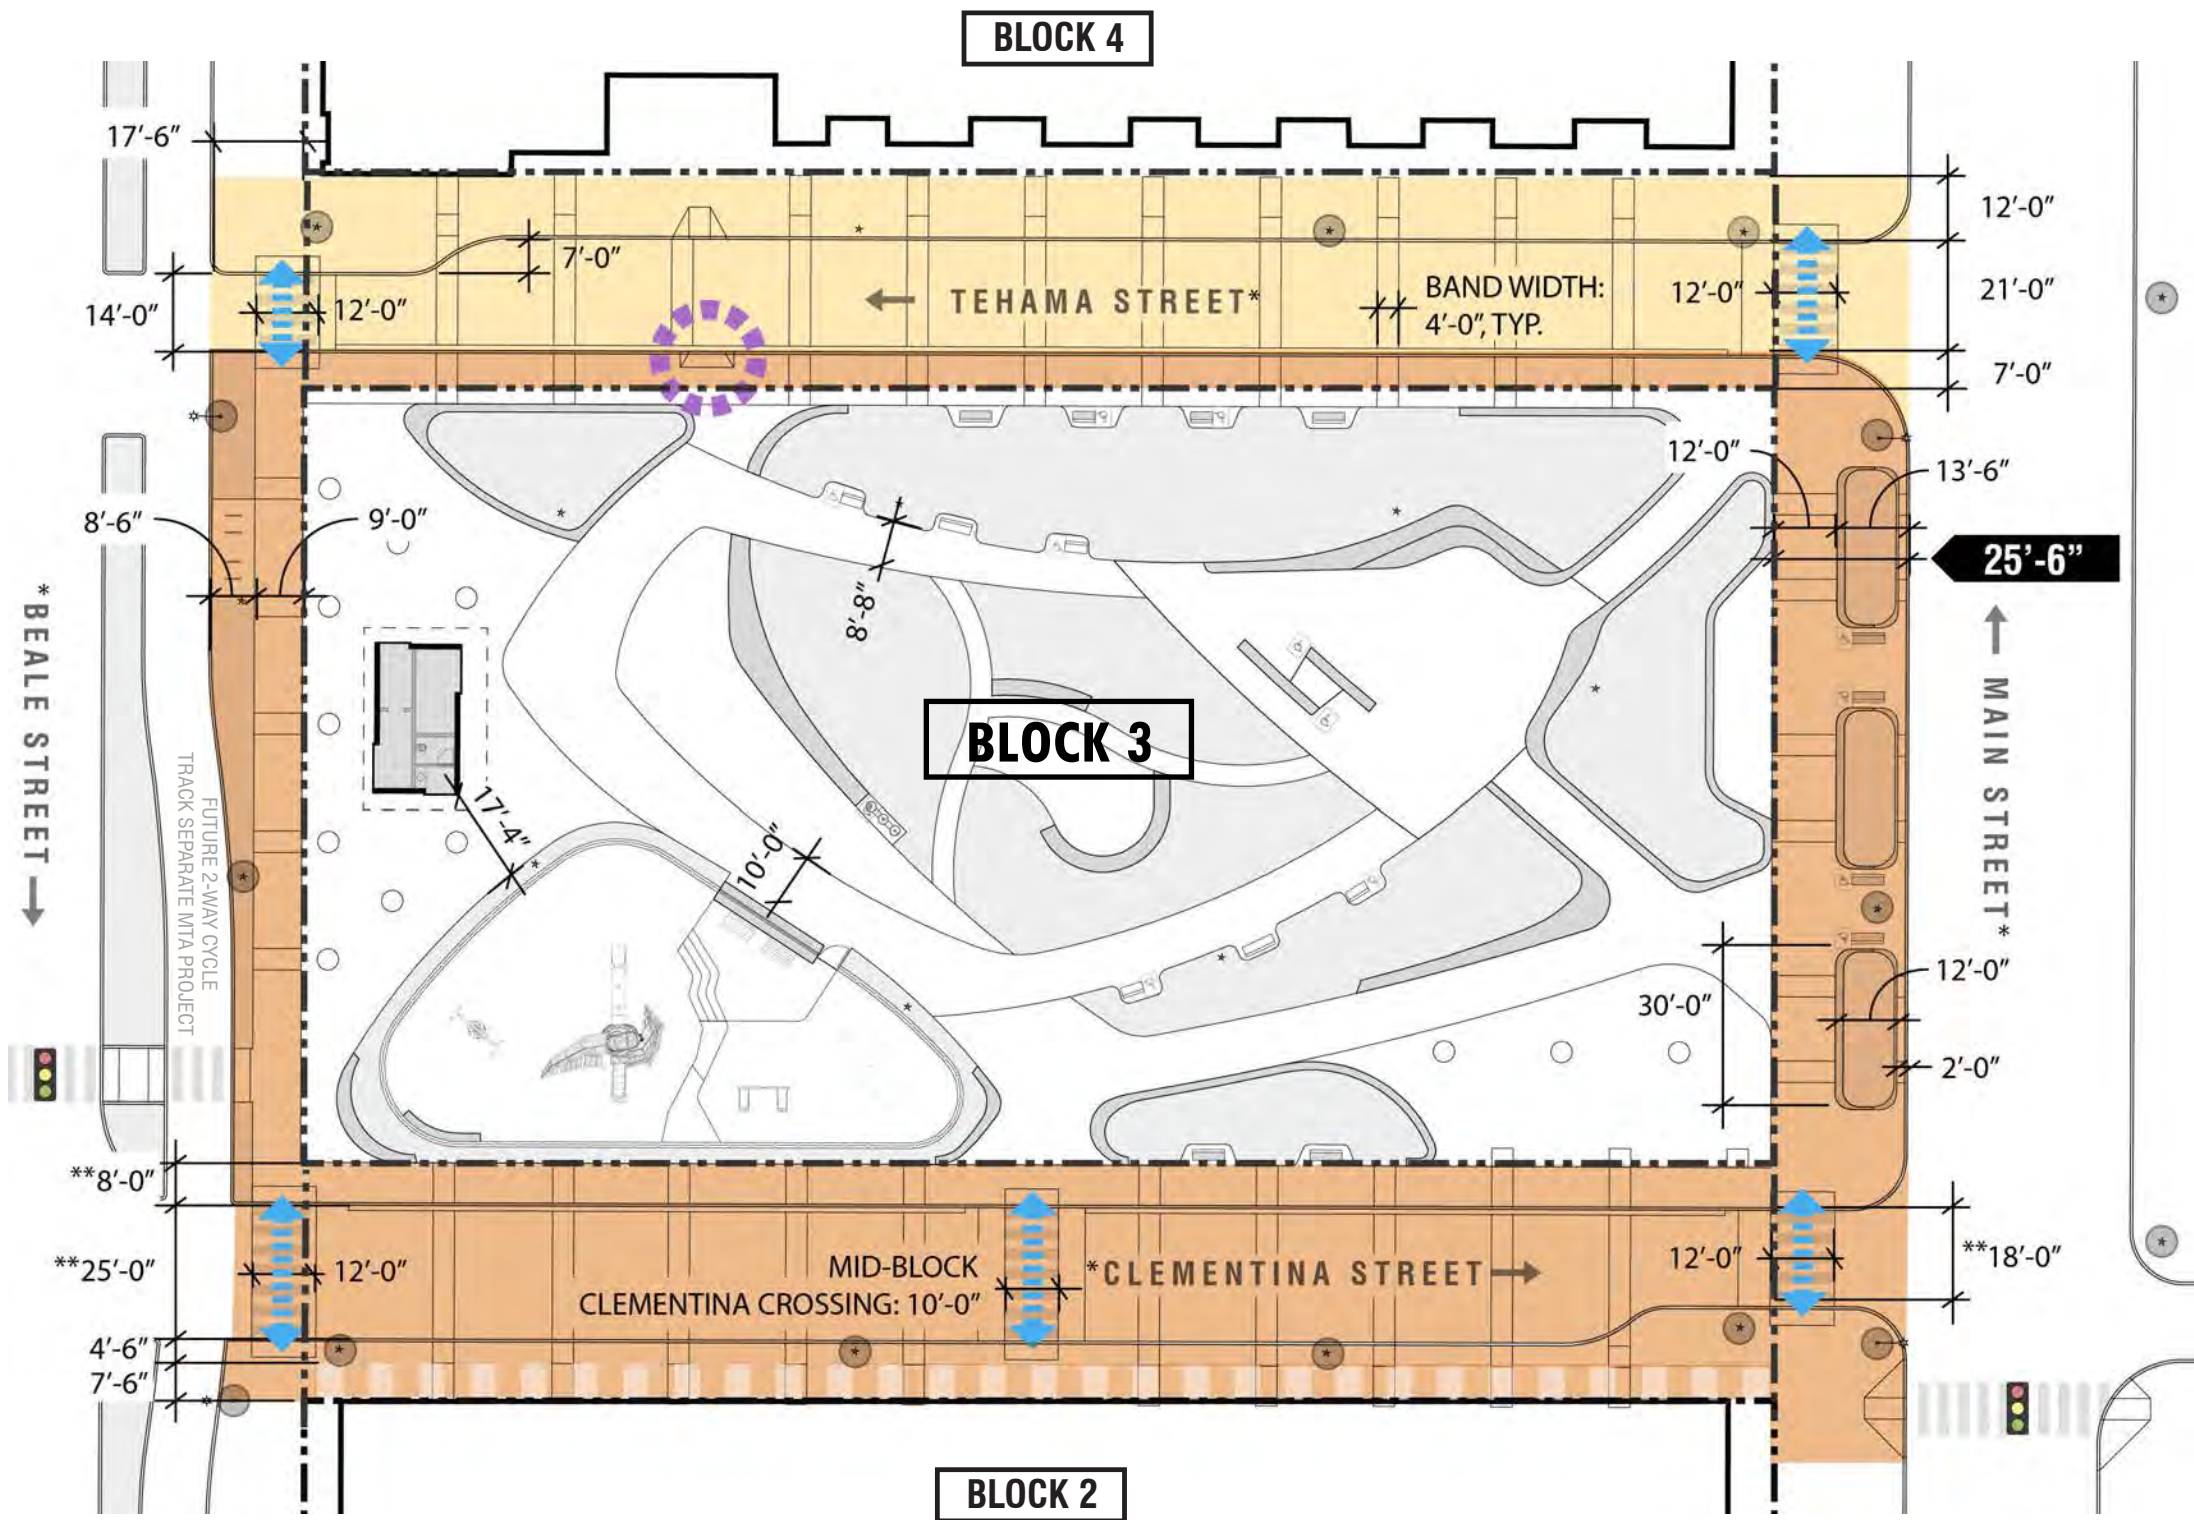 BLOCK 4
17′-6″
12′-0″
7′-0″
14′-0″
12′-0″
TEHAMA STREET*
BAND WIDTH:
4′-0″, TYP.
12′-0″
21′-0″
7′-0″
12′-0″
13′-6″
8′-6″
9′-0″
25′-6”
8′-8″
*BEALE STREET
MAIN STREET*
BLOCK 3
FUTURE 2-WAY CYCLE
TRACK SEPARATE MTA PROJECT
17′-4″
10′-0″
12′-0″
30′-0″
2′-0″
**8′-0″
**25′-0″
12′-0″
MID-BLOCK
CLEMENTINA CROSSING: 10′-0″
*CLEMENTINA STREET
12′-0″
**18′-0″
4′-6″
7′-6″
BLOCK 2